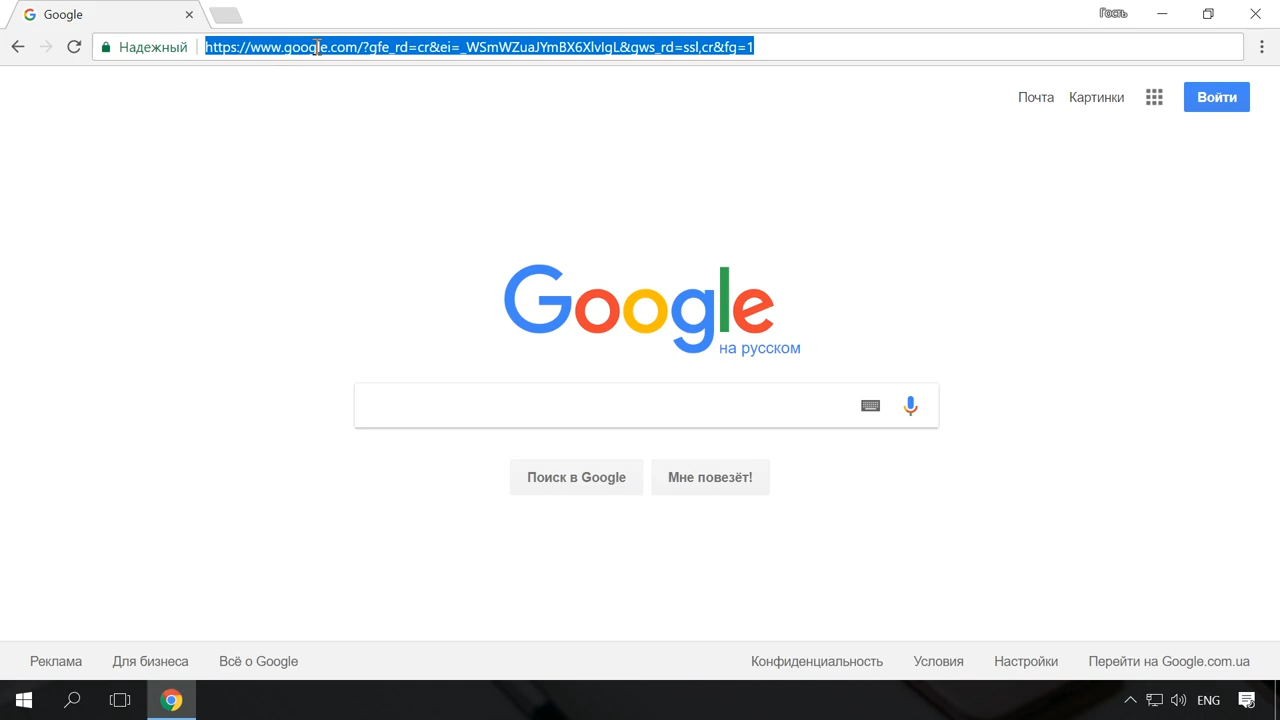 Google
Гость
Надежный
https://www.google.com/?gfe_rd=cr&ei=_WSmWZuaJYmBX6XlvIgL&gws_rd=ssl,cr&fg=1
Почта Картинки Войти
Google
на русском
Поиск в Google Мне повезёт!
Реклама Для бизнеса Всё о Google Конфиденциальность Условия Настройки Перейти на Google.com.ua
ENG